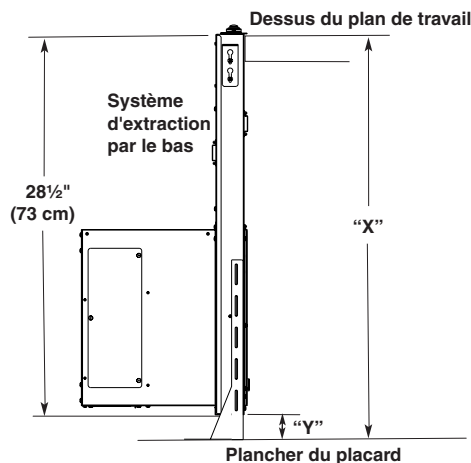 Dessus du plan de travail
Système
d'extraction
par le bas
28½"
(73 cm)
“X”
“Y”
Plancher du placard